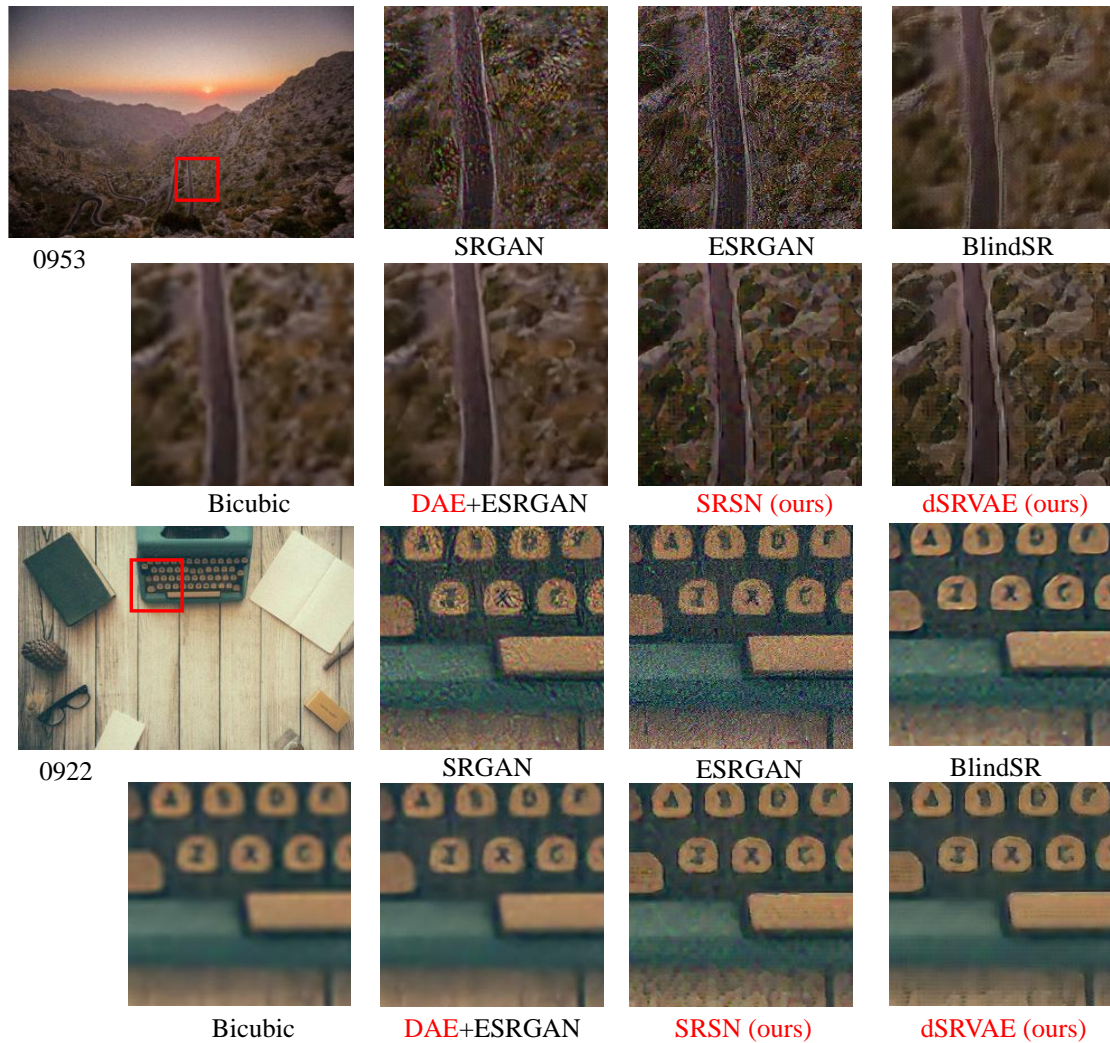 SRGAN
ESRGAN
BlindSR
0953
Bicubic
DAE+ESRGAN
SRSN (ours)
dSRVAE (ours)
SRGAN
ESRGAN
BlindSR
0922
Bicubic
DAE+ESRGAN
SRSN (ours)
dSRVAE (ours)